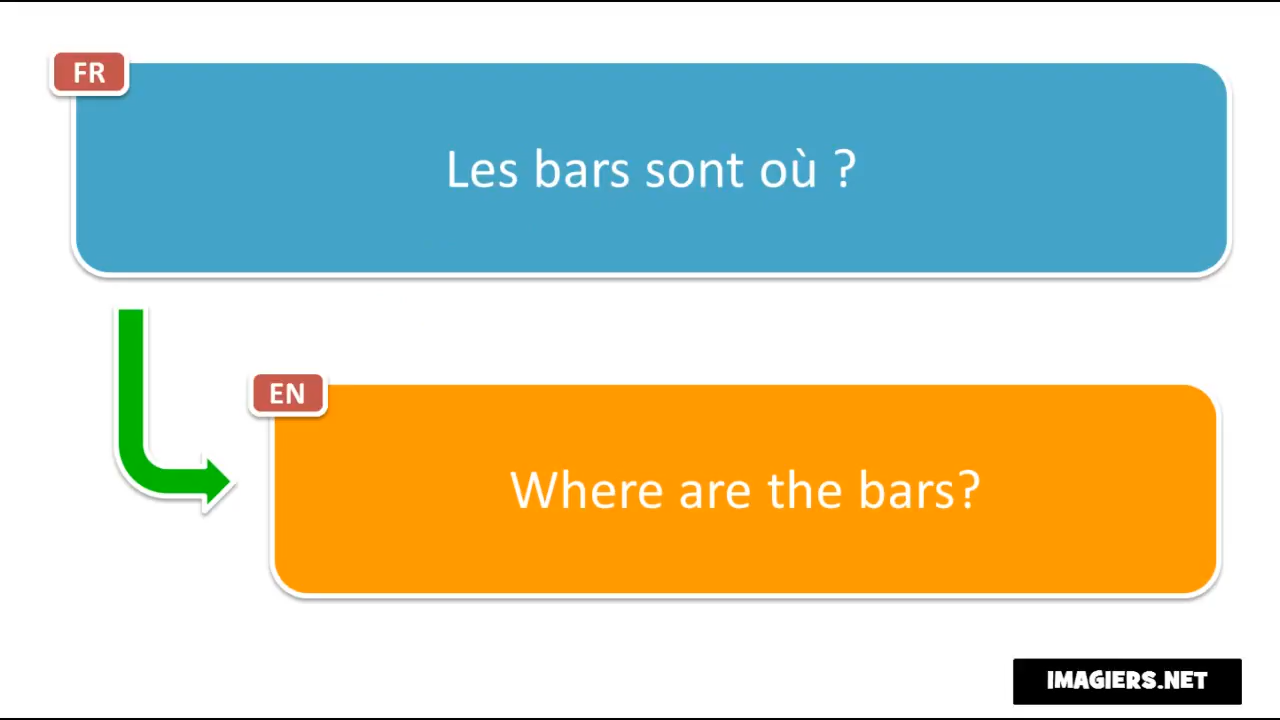 FR
Les bars sont où ?
EN
Where are the bars?
IMAGIERS.NET